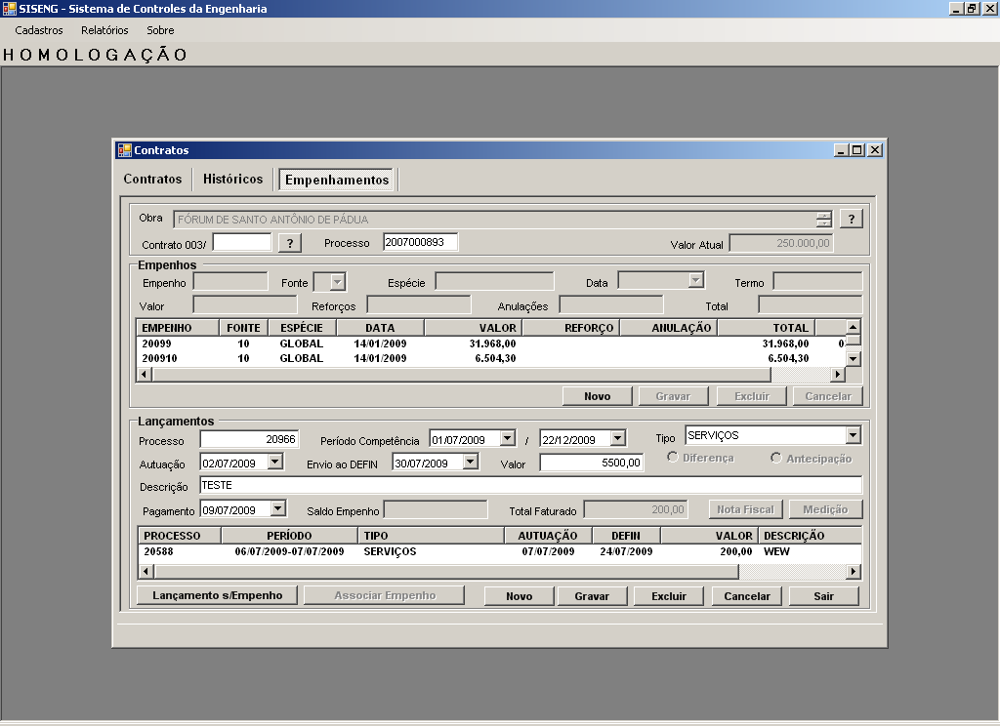 SISENG - Sistema de Controles da Engenharia
Cadastros Relatórios Sobre
HOMOLOGAÇÃO
Contratos
Contratos Históricos Empenhamentos
Obra FÓRUM DE SANTO ANTÔNIO DE PÁDUA ?
Contrato 003/ ? Processo 2007000893 Valor Atual 250.000,00
Empenhos
Empenho Fonte Espécie Data Termo
Valor Reforços Anulações Total
EMPENHO FONTE ESPÉCIE DATA VALOR REFORÇO ANULAÇÃO TOTAL
20099 10 GLOBAL 14/01/2009 31.968,00 31.968,00 0
200910 10 GLOBAL 14/01/2009 6.504,30 6.504,30
Novo Gravar Excluir Cancelar
Lançamentos
Processo 20966 Período Competência 01/07/2009 / 22/12/2009 Tipo SERVIÇOS
Autuação 02/07/2009 Envio ao DEFIN 30/07/2009 Valor 5500,00 Diferença Antecipação
Descrição TESTE
Pagamento 09/07/2009 Saldo Empenho Total Faturado 200,00 Nota Fiscal Medição
PROCESSO PERÍODO TIPO AUTUAÇÃO DEFIN VALOR DESCRIÇÃO
20588 06/07/2009-07/07/2009 SERVIÇOS 07/07/2009 24/07/2009 200,00 WEW
Lançamento s/Empenho Associar Empenho Novo Gravar Excluir Cancelar Sair